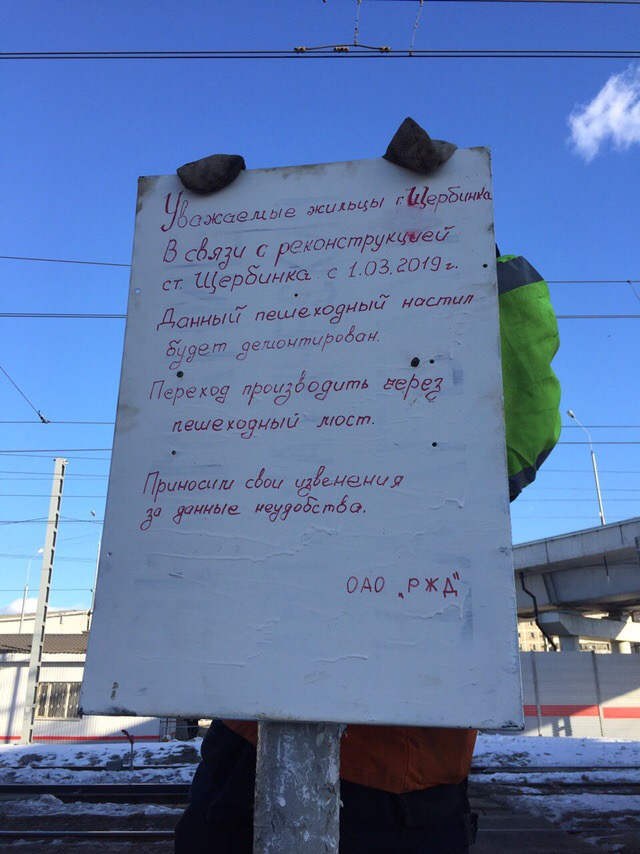 Уважаемые жильцы г. Щербинка
В связи с реконструкцией
ст. Щербинка с 1.03.2019 г.
Данный пешеходный настил
будет демонтирован.
Переход производить через
пешеходный мост.
Приносим свои извенения
за данные неудобства.
ОАО „РЖД"